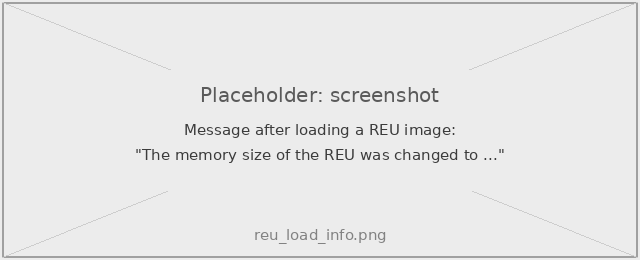 Placeholder: screenshot
Message after loading a REU image:
"The memory size of the REU was changed to ..."
reu_load_info.png